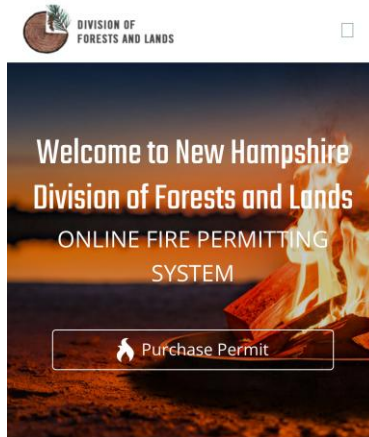 DIVISION OF
FORESTS AND LANDS
Welcome to New Hampshire
Division of Forests and Lands
ONLINE FIRE PERMITTING
SYSTEM
Purchase Permit